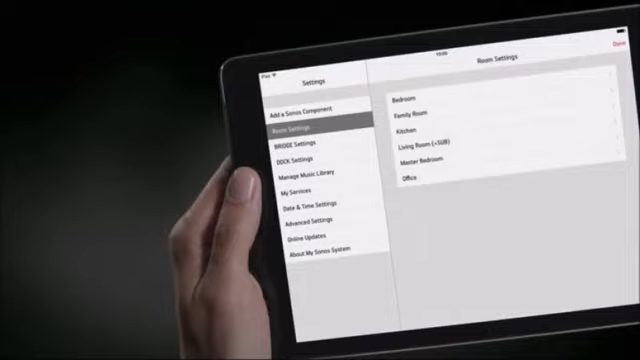 iPad
Settings
Room Settings
Done
Add a Sonos Component
Room Settings
BRIDGE Settings
DOCK Settings
Manage Music Library
My Services
Date & Time Settings
Advanced Settings
Online Updates
About My Sonos System
Bedroom
Family Room
Kitchen
Living Room (+SUB)
Master Bedroom
Office